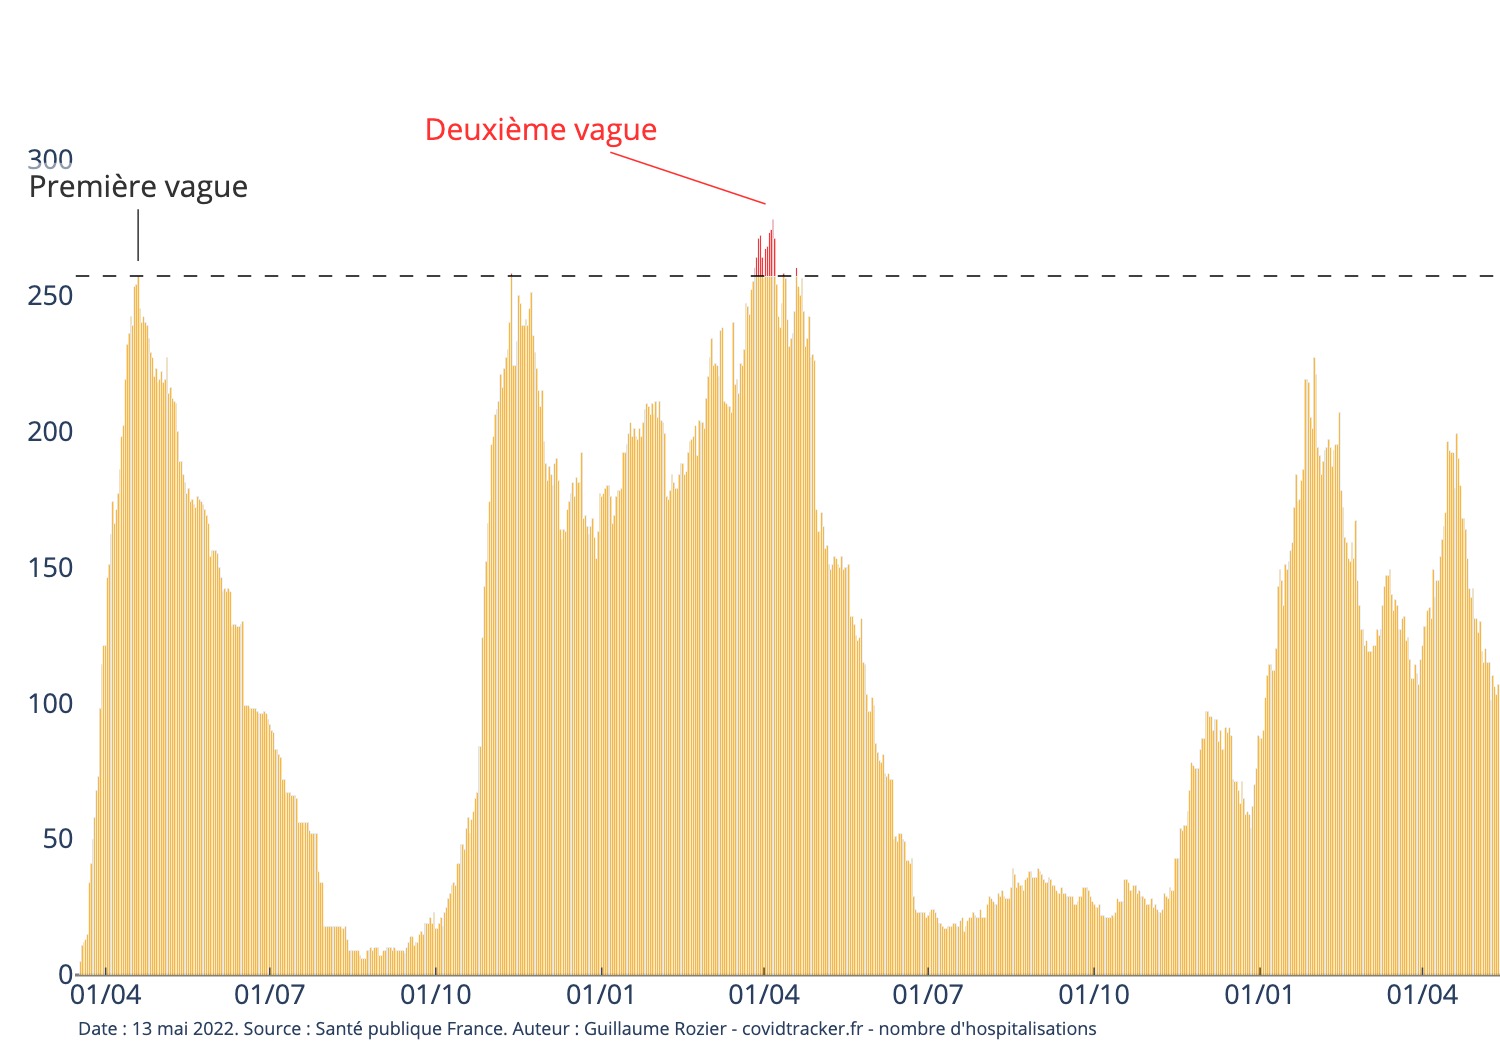 Deuxième vague
300
Première vague
250
200
150
100
50
0
01/04 01/07 01/10 01/01 01/04 01/07 01/10 01/01 01/04
Date : 13 mai 2022. Source : Santé publique France. Auteur : Guillaume Rozier - covidtracker.fr - nombre d'hospitalisations